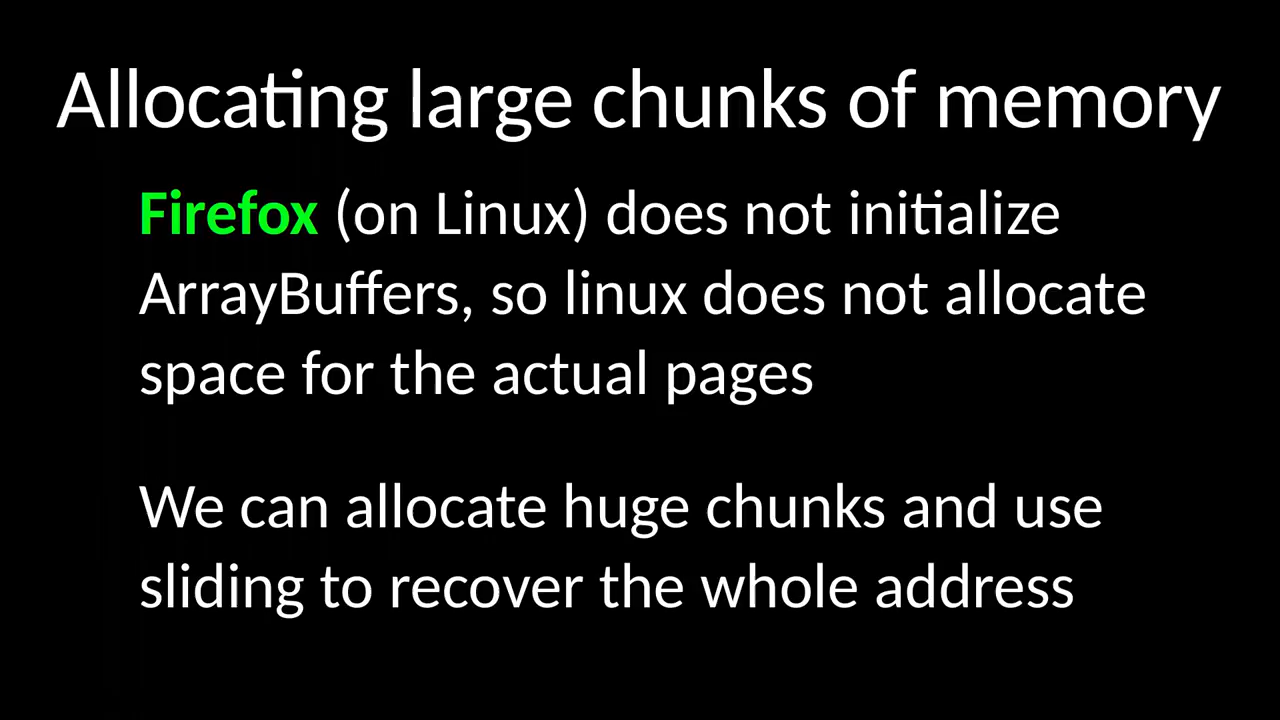 Allocating large chunks of memory
Firefox (on Linux) does not initialize
ArrayBuffers, so linux does not allocate
space for the actual pages
We can allocate huge chunks and use
sliding to recover the whole address